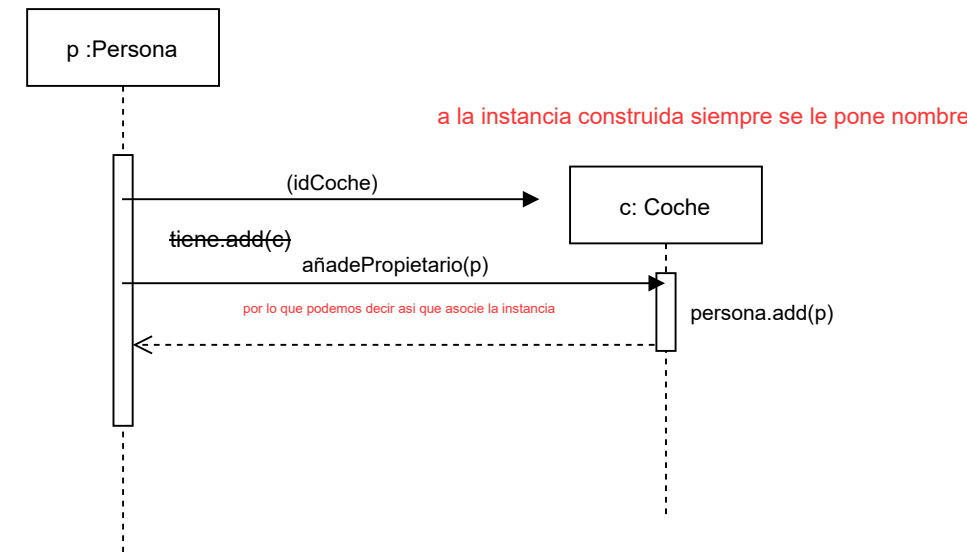 p :Persona
a la instancia construida siempre se le pone nombre
(idCoche)
c: Coche
tiene.add(c)
añadePropietario(p)
por lo que podemos decir asi que asocie la instancia
persona.add(p)